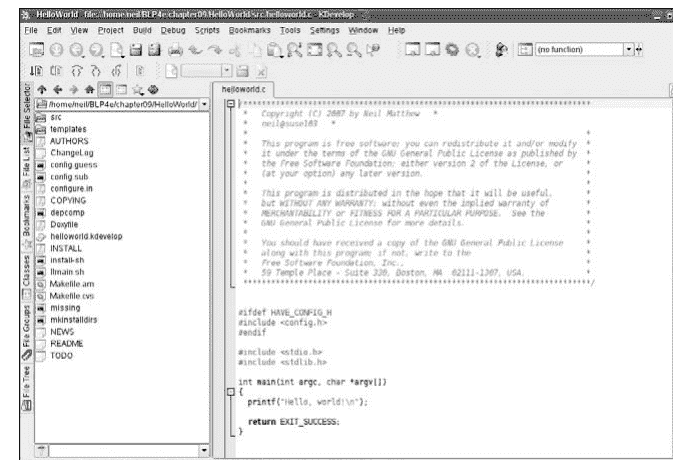 HelloWorld - file:/home/neil/BLP4e/chapter09/HelloWorld/src/helloworld.c - KDevelop
File Edit View Project Build Debug Scripts Bookmarks Tools Settings Window Help
(no function)
helloworld.c
/home/neil/BLP4e/chapter09/HelloWorld/
src
templates
AUTHORS
ChangeLog
config.guess
config.sub
configure.in
COPYING
depcomp
Doxyfile
helloworld.kdevelop
INSTALL
install-sh
ltmain.sh
Makefile.am
Makefile.cvs
missing
mkinstalldirs
NEWS
README
TODO
File Selector
File List
Bookmarks
Classes
File Groups
File Tree
* Copyright (C) 2007 by Neil Matthew *
* neil@suse103 *
* *
* This program is free software; you can redistribute it and/or modify *
* it under the terms of the GNU General Public License as published by *
* the Free Software Foundation; either version 2 of the License, or *
* (at your option) any later version. *
* *
* This program is distributed in the hope that it will be useful, *
* but WITHOUT ANY WARRANTY; without even the implied warranty of *
* MERCHANTABILITY or FITNESS FOR A PARTICULAR PURPOSE. See the *
* GNU General Public License for more details. *
* *
* You should have received a copy of the GNU General Public License *
* along with this program; if not, write to the *
* Free Software Foundation, Inc., *
* 59 Temple Place - Suite 330, Boston, MA 02111-1307, USA. *
#ifdef HAVE_CONFIG_H
#include <config.h>
#endif
#include <stdio.h>
#include <stdlib.h>
int main(int argc, char *argv[])
{
printf("Hello, world!\n");
return EXIT_SUCCESS;
}